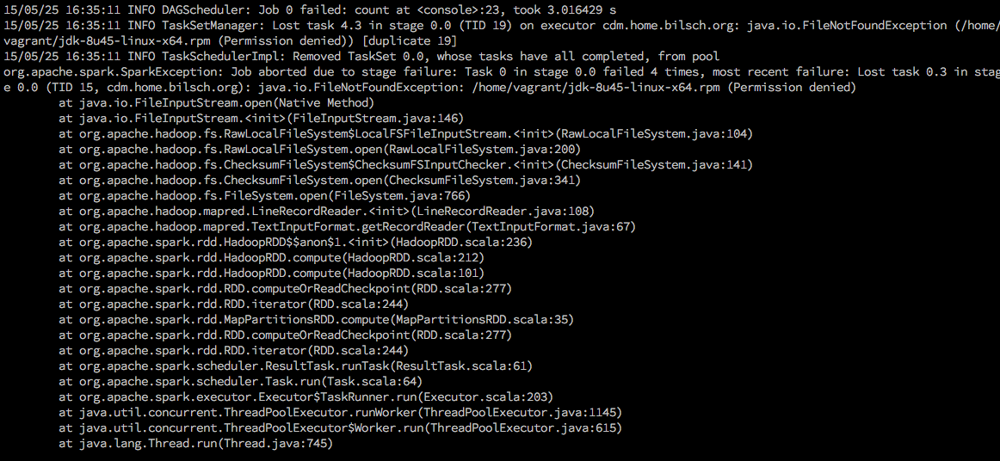 15/05/25 16:35:11 INFO DAGScheduler: Job 0 failed: count at <console>:23, took 3.016429 s
15/05/25 16:35:11 INFO TaskSetManager: Lost task 4.3 in stage 0.0 (TID 19) on executor cdm.home.bilsch.org: java.io.FileNotFoundException (/home/
vagrant/jdk-8u45-linux-x64.rpm (Permission denied)) [duplicate 19]
15/05/25 16:35:11 INFO TaskSchedulerImpl: Removed TaskSet 0.0, whose tasks have all completed, from pool
org.apache.spark.SparkException: Job aborted due to stage failure: Task 0 in stage 0.0 failed 4 times, most recent failure: Lost task 0.3 in stag
e 0.0 (TID 15, cdm.home.bilsch.org): java.io.FileNotFoundException: /home/vagrant/jdk-8u45-linux-x64.rpm (Permission denied)
        at java.io.FileInputStream.open(Native Method)
        at java.io.FileInputStream.<init>(FileInputStream.java:146)
        at org.apache.hadoop.fs.RawLocalFileSystem$LocalFSFileInputStream.<init>(RawLocalFileSystem.java:104)
        at org.apache.hadoop.fs.RawLocalFileSystem.open(RawLocalFileSystem.java:200)
        at org.apache.hadoop.fs.ChecksumFileSystem$ChecksumFSInputChecker.<init>(ChecksumFileSystem.java:141)
        at org.apache.hadoop.fs.ChecksumFileSystem.open(ChecksumFileSystem.java:341)
        at org.apache.hadoop.fs.FileSystem.open(FileSystem.java:766)
        at org.apache.hadoop.mapred.LineRecordReader.<init>(LineRecordReader.java:108)
        at org.apache.hadoop.mapred.TextInputFormat.getRecordReader(TextInputFormat.java:67)
        at org.apache.spark.rdd.HadoopRDD$$anon$1.<init>(HadoopRDD.scala:236)
        at org.apache.spark.rdd.HadoopRDD.compute(HadoopRDD.scala:212)
        at org.apache.spark.rdd.HadoopRDD.compute(HadoopRDD.scala:101)
        at org.apache.spark.rdd.RDD.computeOrReadCheckpoint(RDD.scala:277)
        at org.apache.spark.rdd.RDD.iterator(RDD.scala:244)
        at org.apache.spark.rdd.MapPartitionsRDD.compute(MapPartitionsRDD.scala:35)
        at org.apache.spark.rdd.RDD.computeOrReadCheckpoint(RDD.scala:277)
        at org.apache.spark.rdd.RDD.iterator(RDD.scala:244)
        at org.apache.spark.scheduler.ResultTask.runTask(ResultTask.scala:61)
        at org.apache.spark.scheduler.Task.run(Task.scala:64)
        at org.apache.spark.executor.Executor$TaskRunner.run(Executor.scala:203)
        at java.util.concurrent.ThreadPoolExecutor.runWorker(ThreadPoolExecutor.java:1145)
        at java.util.concurrent.ThreadPoolExecutor$Worker.run(ThreadPoolExecutor.java:615)
        at java.lang.Thread.run(Thread.java:745)